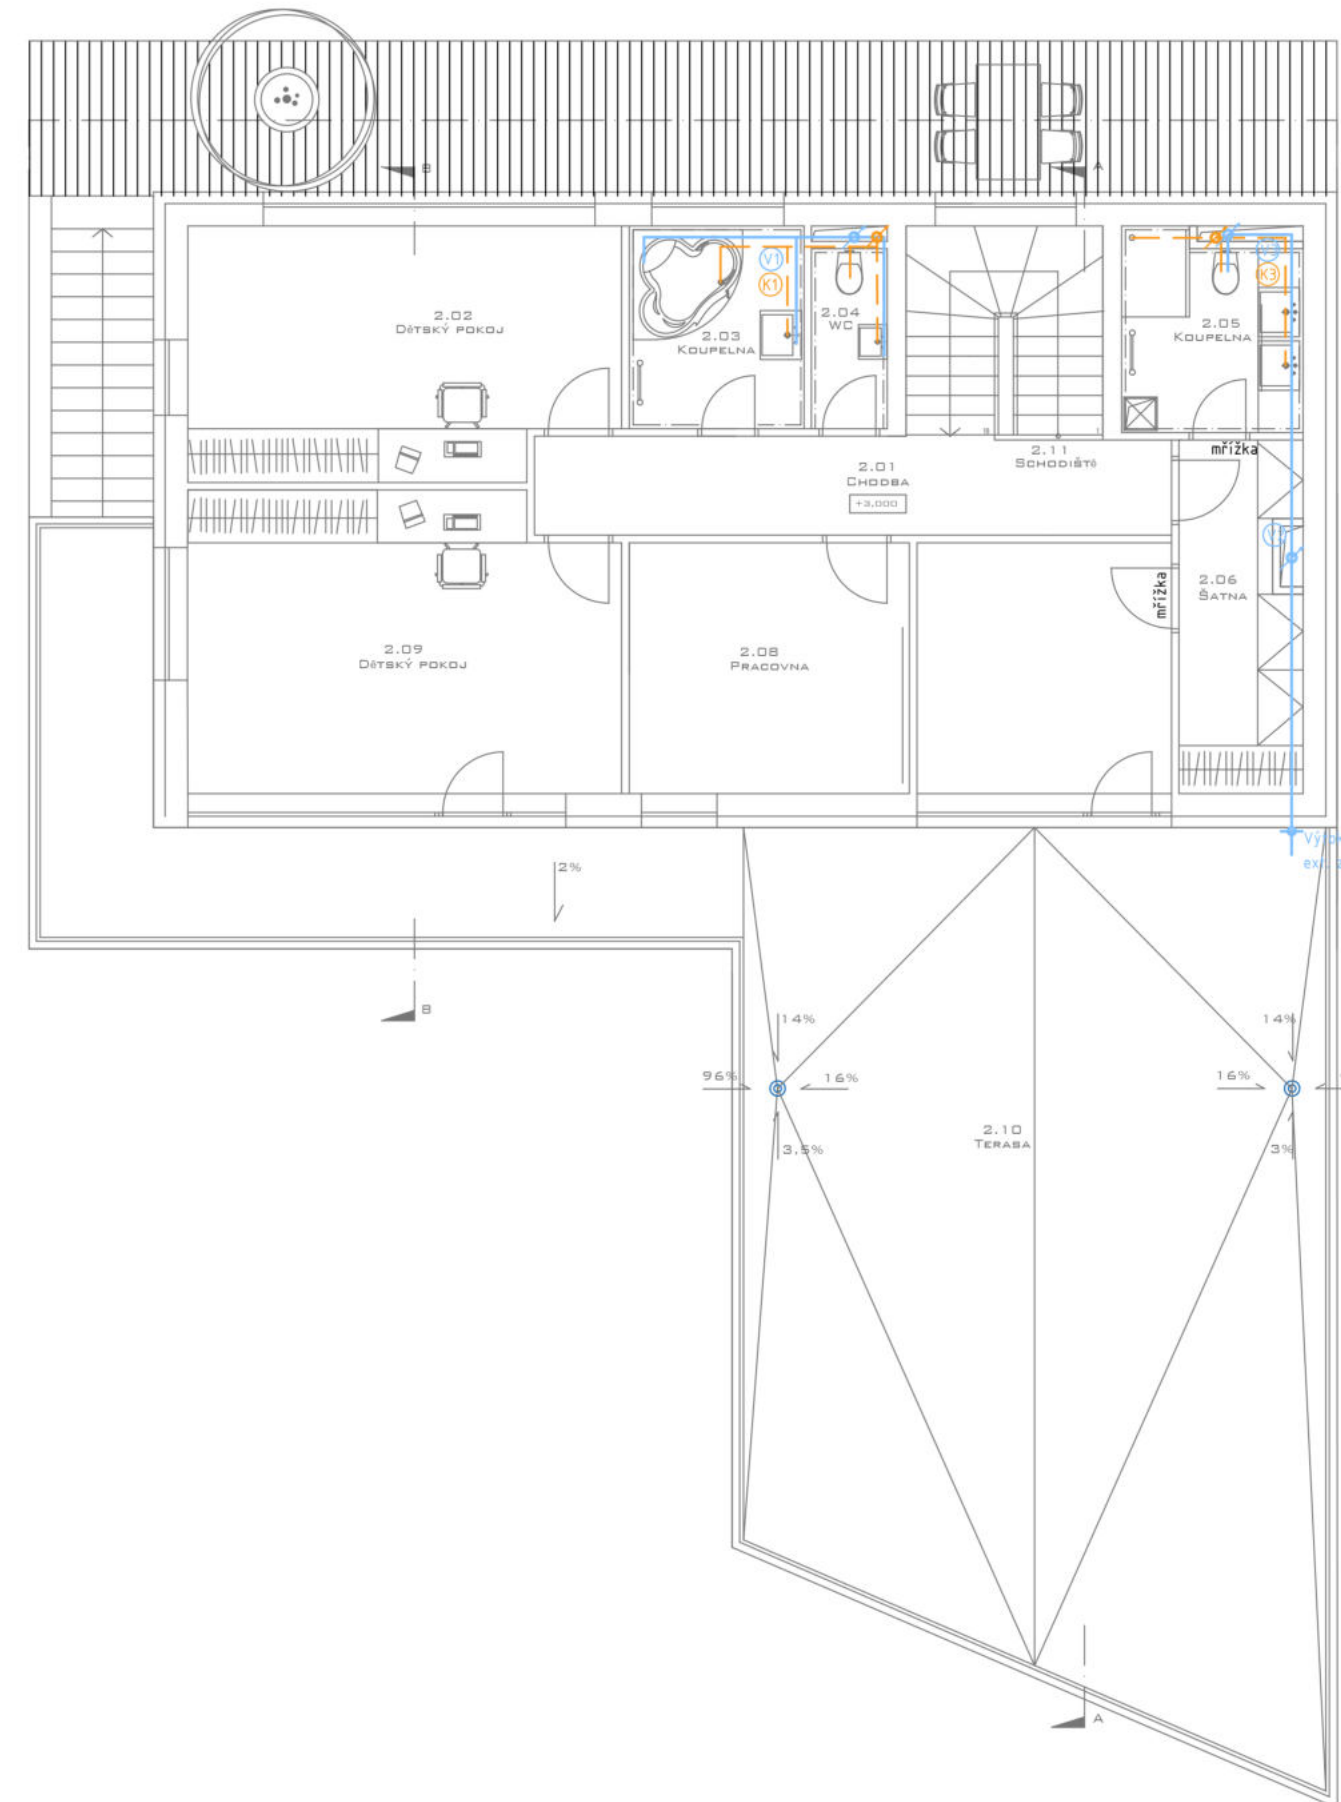 B
A
2.02
Dětský pokoj
V1
K1
2.03
Koupelna
2.04
WC
V2
K3
2.05
Koupelna
mřížka
2.11
Schodiště
2.01
Chodba
+3,000
2.06
Šatna
mřížka
2.09
Dětský pokoj
2.08
Pracovna
2%
B
14%
14%
96%
16%
16%
2.10
Terasa
3.5%
3%
A